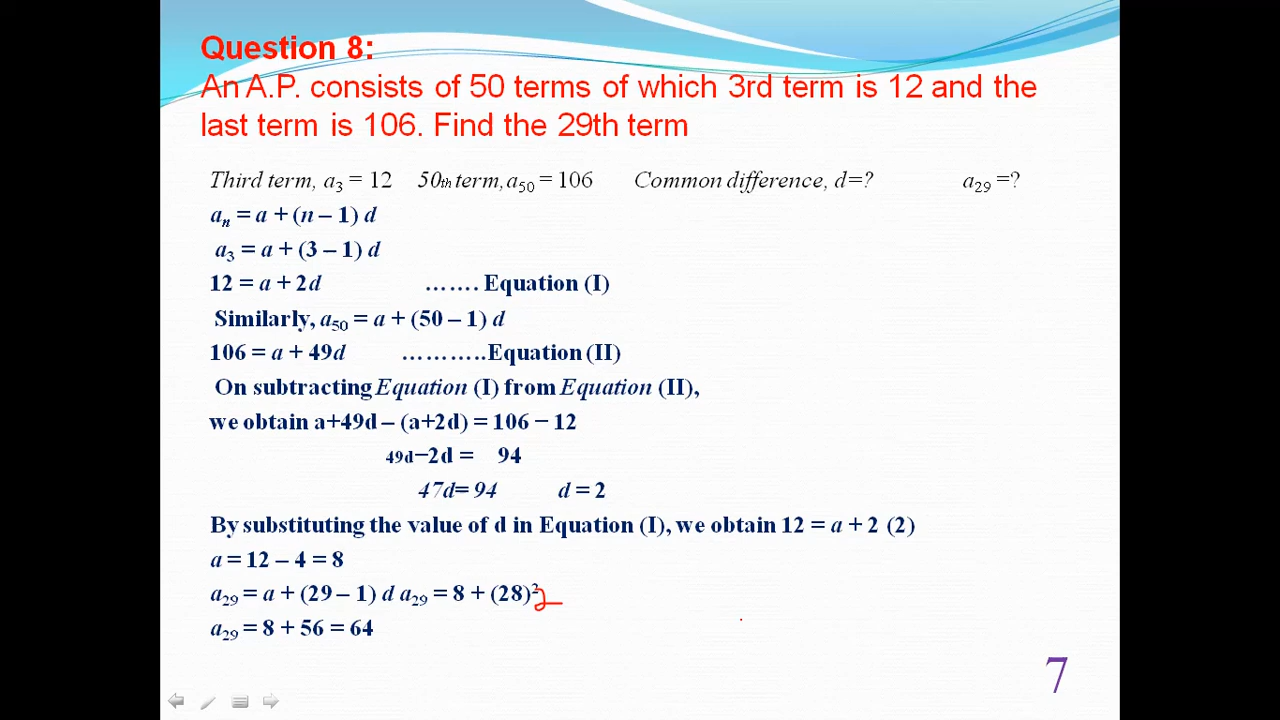 Question 8:
An A.P. consists of 50 terms of which 3rd term is 12 and the
last term is 106. Find the 29th term
Third term, a₃ = 12 50th term, a₅₀ = 106 Common difference, d=? a₂₉ =?
aₙ = a + (n – 1) d
a₃ = a + (3 – 1) d
12 = a + 2d ……. Equation (I)
Similarly, a₅₀ = a + (50 – 1) d
106 = a + 49d ………..Equation (II)
On subtracting Equation (I) from Equation (II),
we obtain a+49d – (a+2d) = 106 − 12
49d−2d = 94
47d= 94 d = 2
By substituting the value of d in Equation (I), we obtain 12 = a + 2 (2)
a = 12 – 4 = 8
a₂₉ = a + (29 – 1) d a₂₉ = 8 + (28)² 2
a₂₉ = 8 + 56 = 64
7